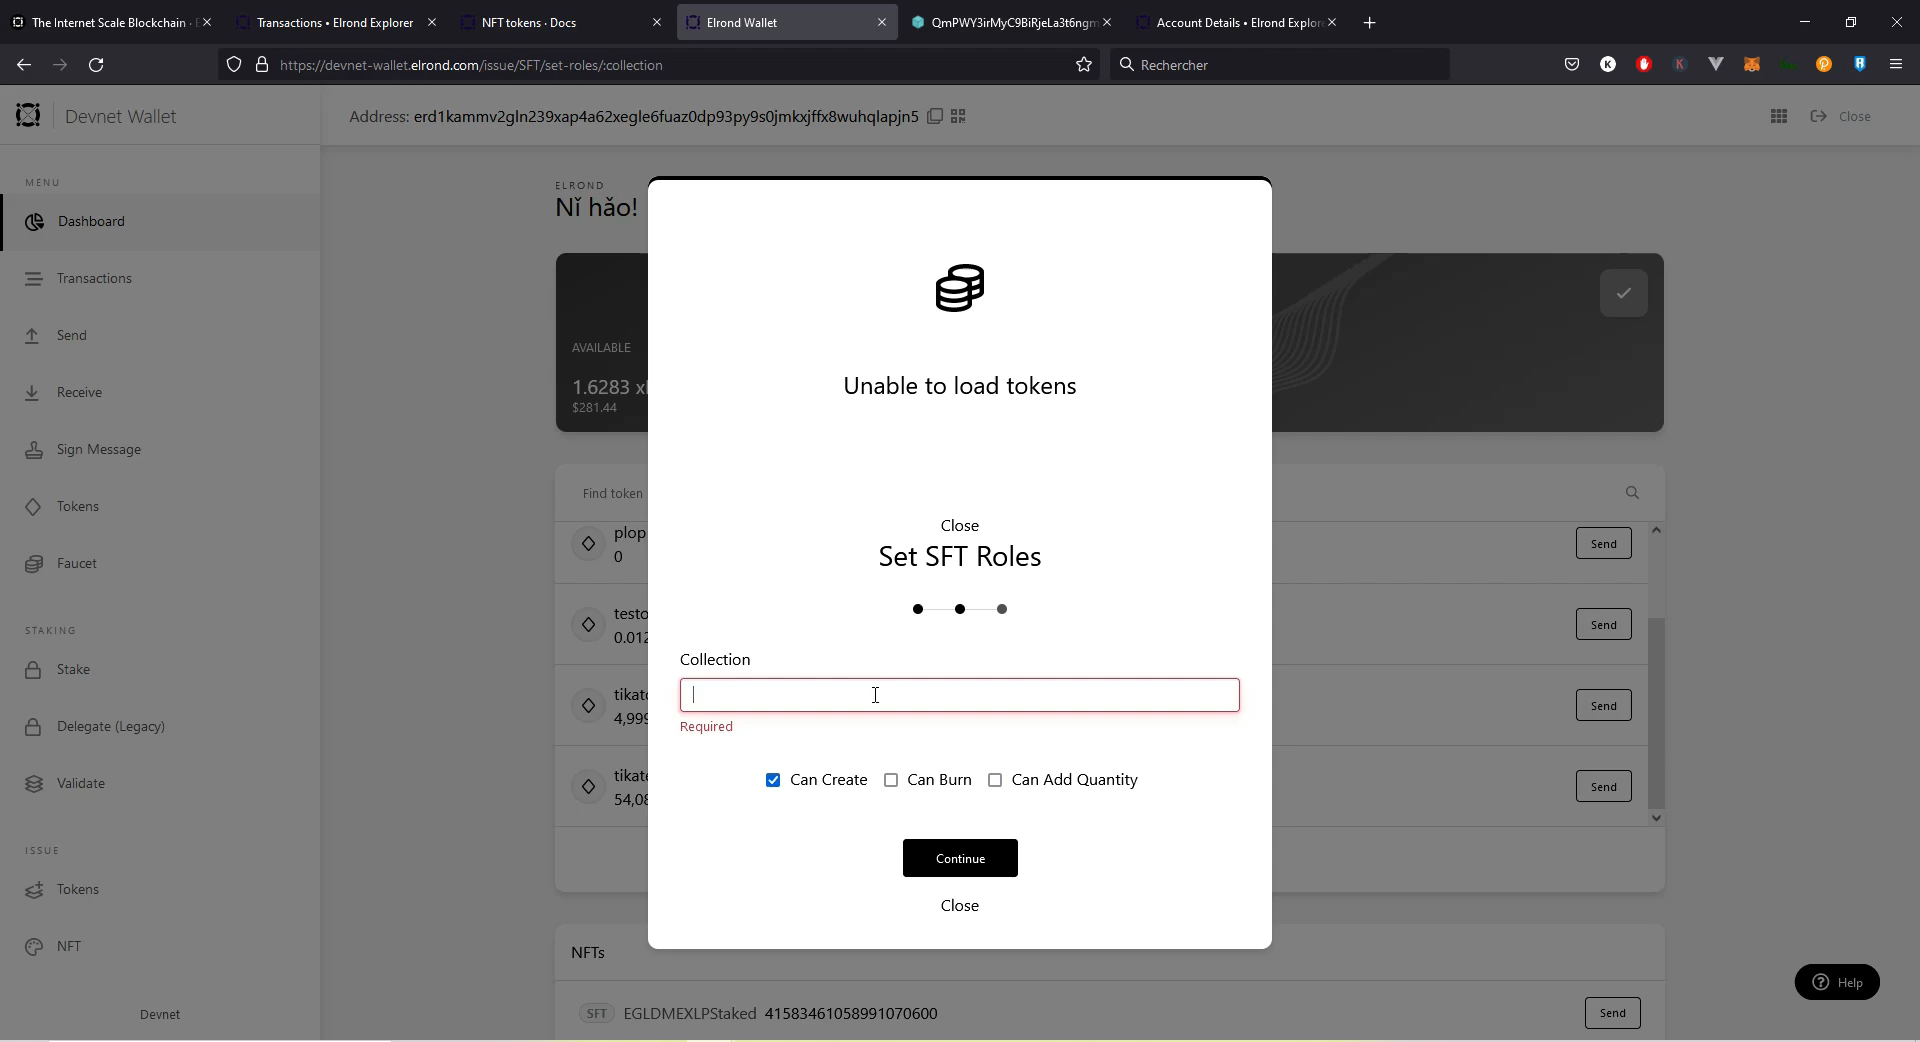 The Internet Scale Blockchain · E
Transactions • Elrond Explorer
NFT tokens · Docs
Elrond Wallet
QmPWY3irMyC9BiRjeLa3t6ngm
Account Details • Elrond Explor
https://devnet-wallet.elrond.com/issue/SFT/set-roles/:collection
Rechercher
Devnet Wallet
Address: erd1kammv2gln239xap4a62xegle6fuaz0dp93py9s0jmkxjffx8wuhqlapjn5
Close
MENU
Dashboard
Transactions
Send
Receive
Sign Message
Tokens
Faucet
STAKING
Stake
Delegate (Legacy)
Validate
ISSUE
Tokens
NFT
Devnet
ELROND
Nǐ hǎo!
AVAILABLE
1.6283 xE
$281.44
Find token
plop
0
Send
testo
0.012
Send
tikato
4,999
Send
tikate
54,08
Send
NFTs
SFT EGLDMEXLPStaked 41583461058991070600
Send
Unable to load tokens
Close
Set SFT Roles
Collection
Required
Can Create
Can Burn
Can Add Quantity
Continue
Close
Help